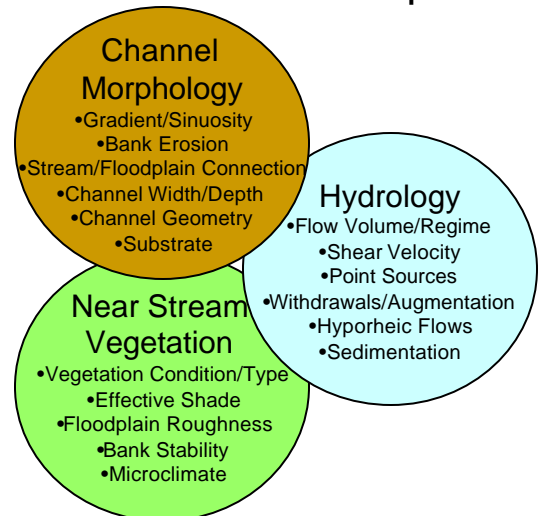 Channel
Morphology
•Gradient/Sinuosity
•Bank Erosion
•Stream/Floodplain Connection
•Channel Width/Depth
•Channel Geometry
•Substrate
Hydrology
•Flow Volume/Regime
•Shear Velocity
•Point Sources
•Withdrawals/Augmentation
•Hyporheic Flows
•Sedimentation
Near Stream
Vegetation
•Vegetation Condition/Type
•Effective Shade
•Floodplain Roughness
•Bank Stability
•Microclimate